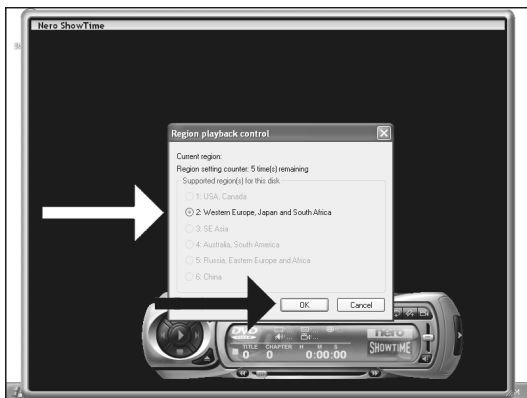 Nero ShowTime
Region playback control
Current region:
Region setting counter: 5 time(s) remaining
Supported region(s) for this disk
1: USA, Canada
2: Western Europe, Japan and South Africa
3: SE Asia
4: Australia, South America
5: Russia, Eastern Europe and Africa
6: China
OK Cancel
DVD
nero
TITLE CHAPTER H M S
0 0 0:00:00
SHOWTIME